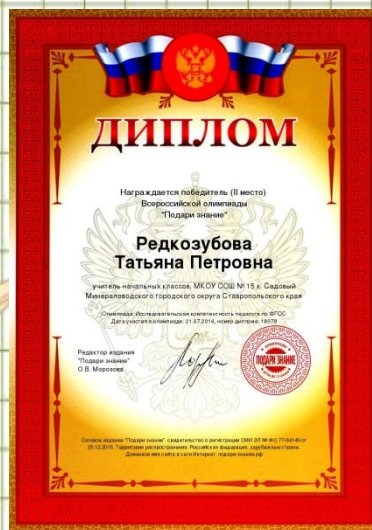 ДИПЛОМ
Награждается победитель (II место)
Всероссийской олимпиады
"Подари знание"
Редкозубова
Татьяна Петровна
учитель начальных классов, МКОУ СОШ № 15 х. Садовый
Минераловодского городского округа Ставропольского края
Олимпиада: Исследовательская компетентность педагога по ФГОС
Дата участия в олимпиаде: 21.07.2016, номер диплома: 18078
Редактор издания
"Подари знание"
О.В. Морозова
ПОДАРИ ЗНАНИЕ
Сетевое издание "Подари знание", свидетельство о регистрации СМИ ЭЛ № ФС 77-64149 от
25.12.2015. Территория распространения: Российская Федерация, зарубежные страны.
Доменное имя сайта в сети Интернет: подари-знание.рф